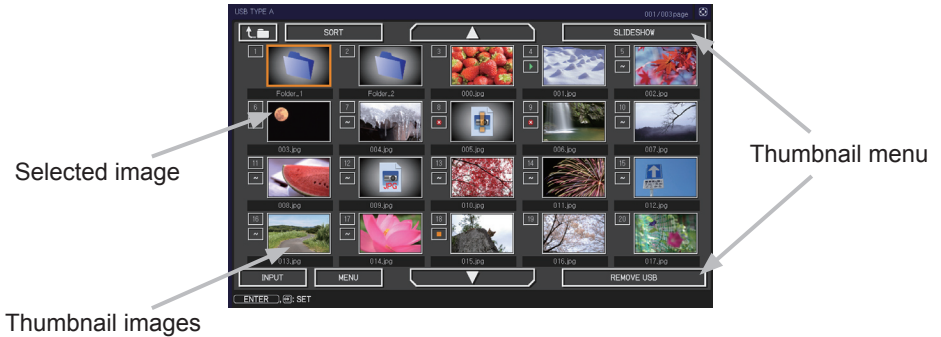 USB TYPE A 001/003page
SORT SLIDESHOW
1 2 3 4 5
Folder_1 Folder_2 000.jpg 001.jpg 002.jpg
6 7 8 9 10
003.jpg 004.jpg 005.jpg 006.jpg 007.jpg
Selected image
Thumbnail menu
11 12 13 14 15
JPG
008.jpg 009.jpg 010.jpg 011.jpg 012.jpg
16 17 18 19 20
013.jpg 014.jpg 015.jpg 016.jpg 017.jpg
INPUT MENU REMOVE USB
ENTER , : SET
Thumbnail images